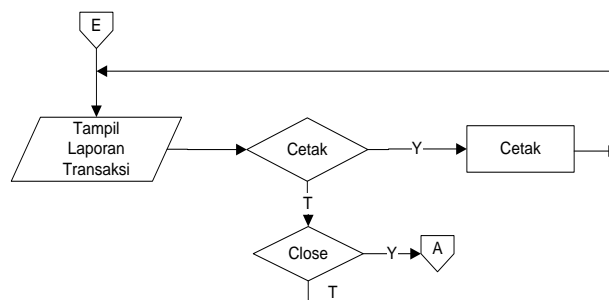 E
Tampil
Laporan
Transaksi
Cetak
Y
Cetak
T
Close
Y
A
T